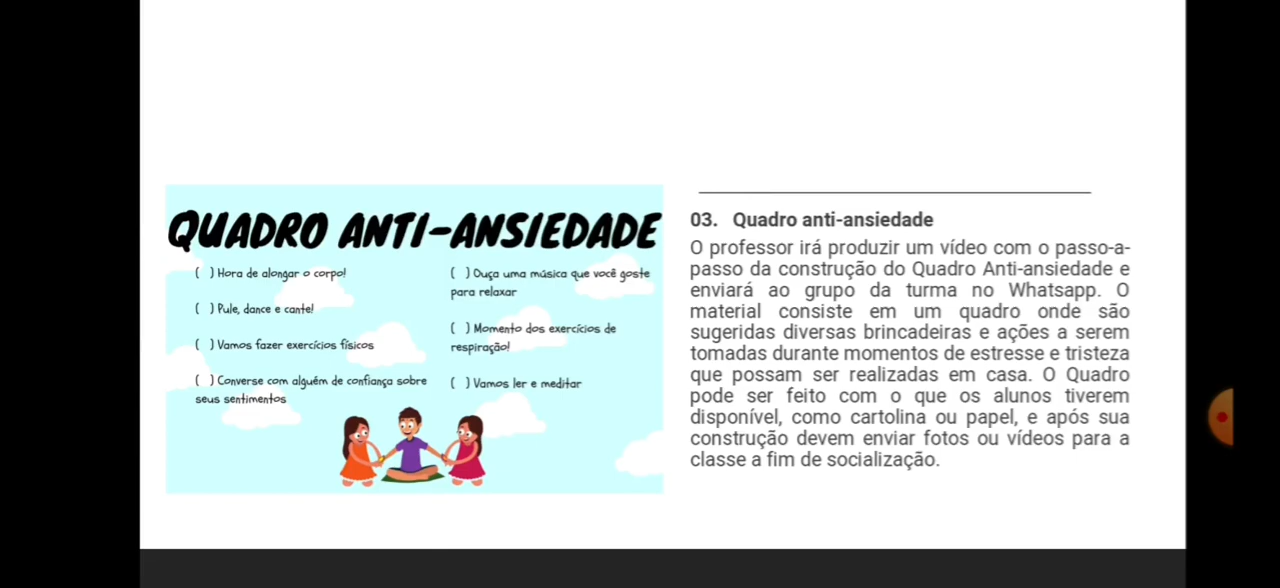 QUADRO ANTI-ANSIEDADE
( ) Hora de alongar o corpo!
( ) Pule, dance e cante!
( ) Vamos fazer exercícios físicos
( ) Converse com alguém de confiança sobre
seus sentimentos
( ) Ouça uma música que você goste
para relaxar
( ) Momento dos exercícios de
respiração!
( ) Vamos ler e meditar
03. Quadro anti-ansiedade
O professor irá produzir um vídeo com o passo-a-
passo da construção do Quadro Anti-ansiedade e
enviará ao grupo da turma no Whatsapp. O
material consiste em um quadro onde são
sugeridas diversas brincadeiras e ações a serem
tomadas durante momentos de estresse e tristeza
que possam ser realizadas em casa. O Quadro
pode ser feito com o que os alunos tiverem
disponível, como cartolina ou papel, e após sua
construção devem enviar fotos ou vídeos para a
classe a fim de socialização.